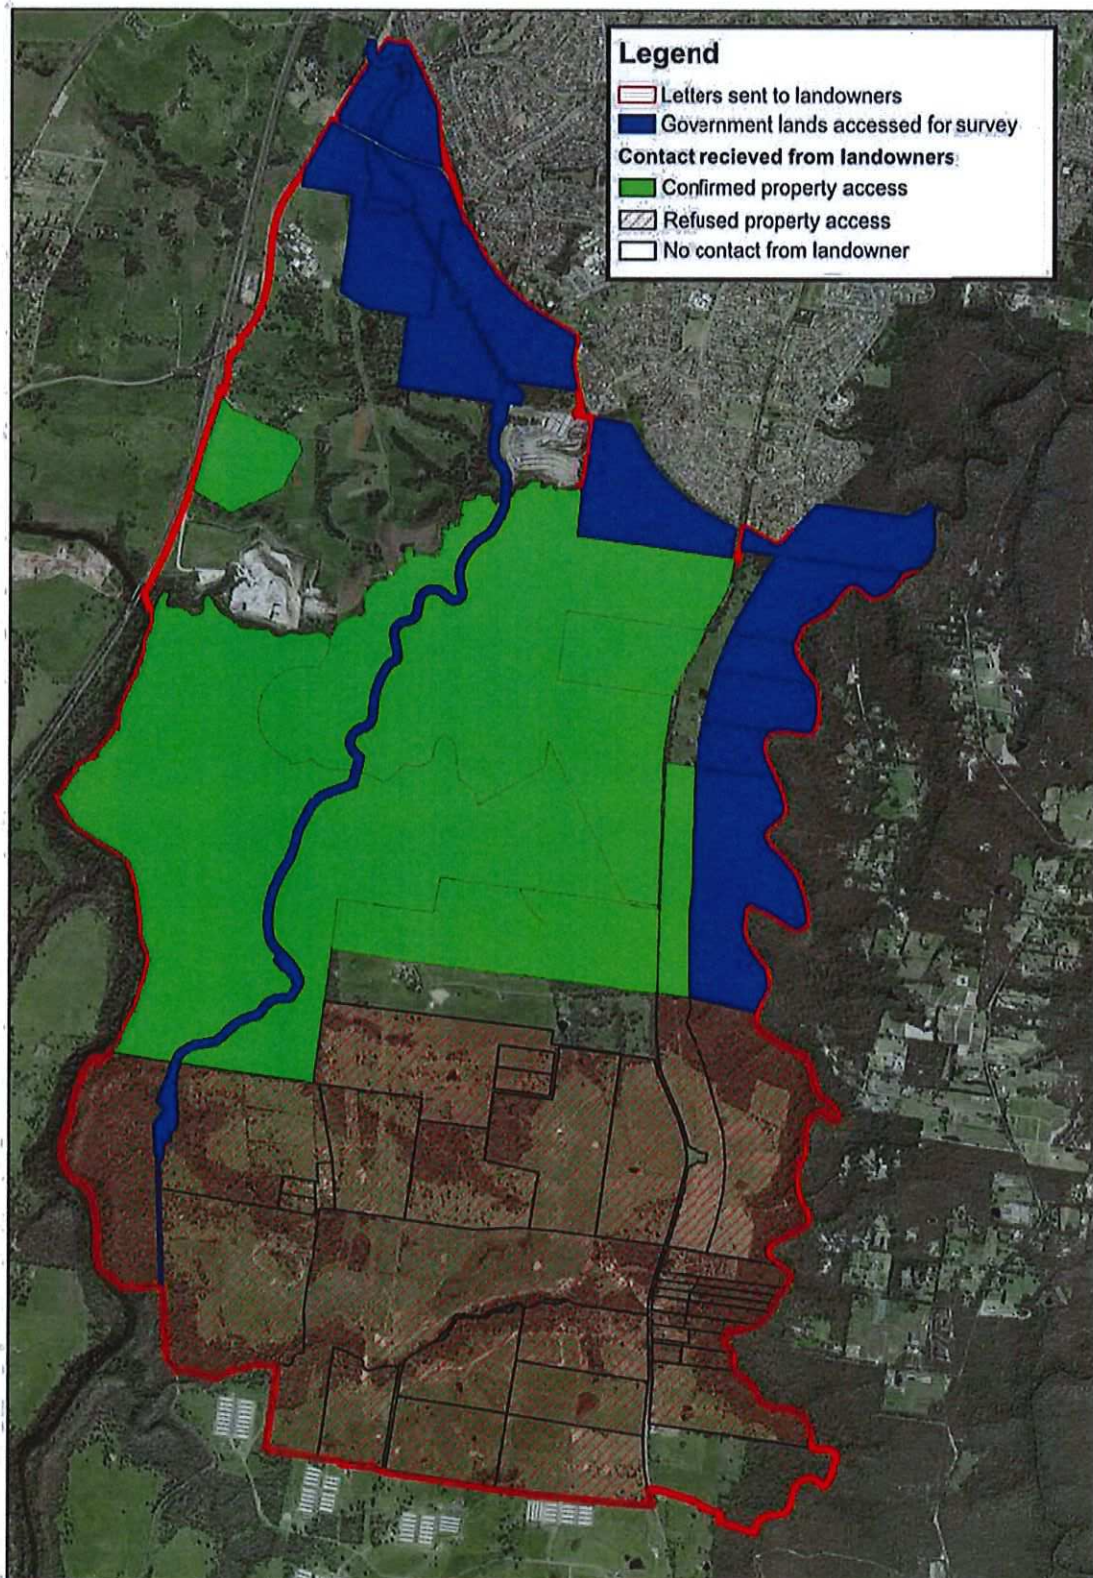 Legend
Letters sent to landowners
Government lands accessed for survey
Contact recieved from landowners
Confirmed property access
Refused property access
No contact from landowner